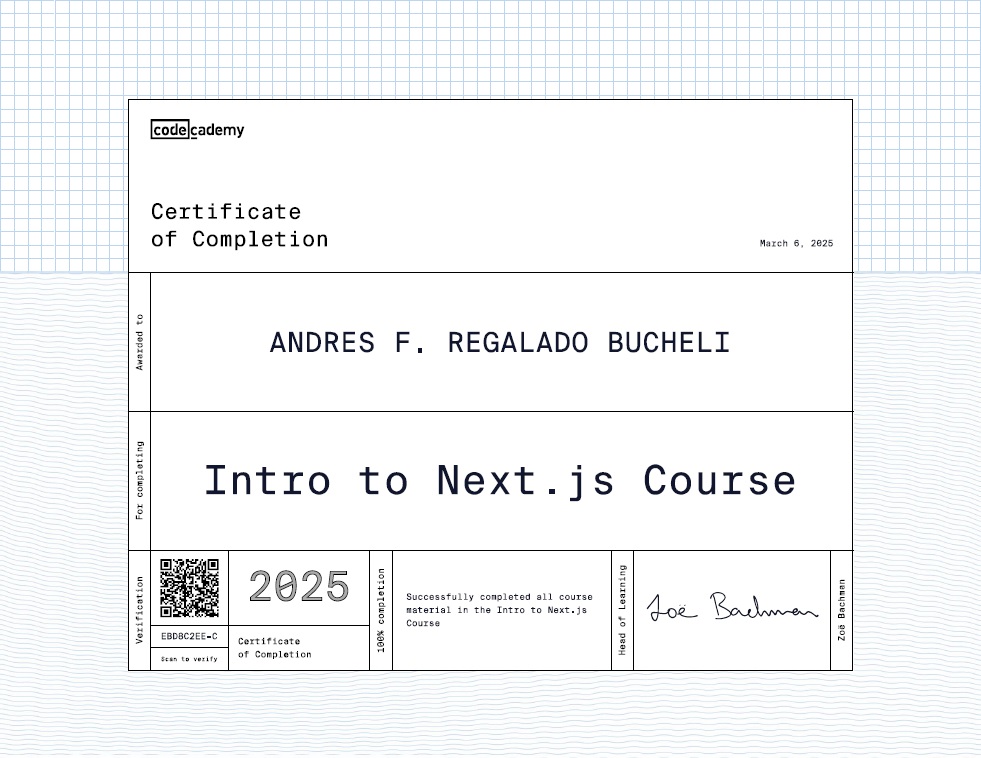 codecademy
Certificate
of Completion
March 6, 2025
Awarded to
ANDRES F. REGALADO BUCHELI
For completing
Intro to Next.js Course
Verification
EBD8C2EE-C
Scan to verify
2025
Certificate
of Completion
100% completion
Successfully completed all course
material in the Intro to Next.js
Course
Head of Learning
Zoë Bachman
Zoë Bachman